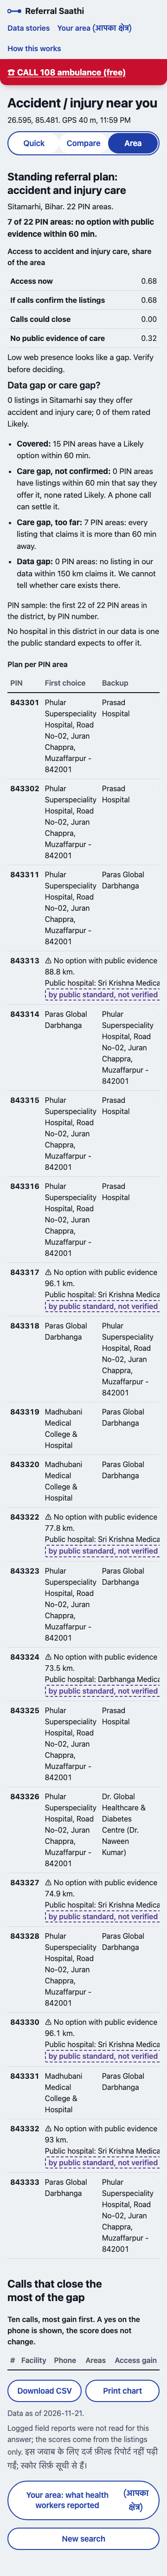 Referral Saathi
Data stories Your area (आपका क्षेत्र)
How this works
☎ CALL 108 ambulance (free)
Accident / injury near you
26.595, 85.481. GPS 40 m, 11:59 PM
Quick Compare Area
Standing referral plan:
accident and injury care
Sitamarhi, Bihar. 22 PIN areas.
7 of 22 PIN areas: no option with public
evidence within 60 min.
Access to accident and injury care, share
of the area
Access now 0.68
If calls confirm the listings 0.68
Calls could close 0.00
No public evidence of care 0.32
Low web presence looks like a gap. Verify
before deciding.
Data gap or care gap?
0 listings in Sitamarhi say they offer
accident and injury care; 0 of them rated
Likely.
• Covered: 15 PIN areas have a Likely
option within 60 min.
• Care gap, not confirmed: 0 PIN areas
have listings within 60 min that say they
offer it, none rated Likely. A phone call
can settle it.
• Care gap, too far: 7 PIN areas: every
listing that claims it is more than 60 min
away.
• Data gap: 0 PIN areas: no listing in our
data within 150 km claims it. We cannot
tell whether care exists there.
PIN sample: the first 22 of 22 PIN areas in
the district, by PIN number.
No hospital in this district in our data is one
the public standard expects to offer it.
Plan per PIN area
PIN First choice Backup
843301 Phular Prasad
Superspeciality Hospital
Hospital, Road
No-02, Juran
Chappra,
Muzaffarpur -
842001
843302 Phular Prasad
Superspeciality Hospital
Hospital, Road
No-02, Juran
Chappra,
Muzaffarpur -
842001
843311 Phular Paras Global
Superspeciality Darbhanga
Hospital, Road
No-02, Juran
Chappra,
Muzaffarpur -
842001
843313 ⚠ No option with public evidence
88.8 km.
Public hospital: Sri Krishna Medica
by public standard, not verified
843314 Paras Global Phular
Darbhanga Superspeciality
Hospital, Road
No-02, Juran
Chappra,
Muzaffarpur -
842001
843315 Phular Prasad
Superspeciality Hospital
Hospital, Road
No-02, Juran
Chappra,
Muzaffarpur -
842001
843316 Phular Prasad
Superspeciality Hospital
Hospital, Road
No-02, Juran
Chappra,
Muzaffarpur -
842001
843317 ⚠ No option with public evidence
96.1 km.
Public hospital: Sri Krishna Medica
by public standard, not verified
843318 Paras Global Phular
Darbhanga Superspeciality
Hospital, Road
No-02, Juran
Chappra,
Muzaffarpur -
842001
843319 Madhubani Paras Global
Medical Darbhanga
College &
Hospital
843320 Madhubani Paras Global
Medical Darbhanga
College &
Hospital
843322 ⚠ No option with public evidence
77.8 km.
Public hospital: Sri Krishna Medica
by public standard, not verified
843323 Phular Paras Global
Superspeciality Darbhanga
Hospital, Road
No-02, Juran
Chappra,
Muzaffarpur -
842001
843324 ⚠ No option with public evidence
73.5 km.
Public hospital: Darbhanga Medica
by public standard, not verified
843325 Phular Prasad
Superspeciality Hospital
Hospital, Road
No-02, Juran
Chappra,
Muzaffarpur -
842001
843326 Phular Dr. Global
Superspeciality Healthcare &
Hospital, Road Diabetes
No-02, Juran Centre (Dr.
Chappra, Naween
Muzaffarpur - Kumar)
842001
843327 ⚠ No option with public evidence
74.9 km.
Public hospital: Sri Krishna Medica
by public standard, not verified
843328 Phular Paras Global
Superspeciality Darbhanga
Hospital, Road
No-02, Juran
Chappra,
Muzaffarpur -
842001
843330 ⚠ No option with public evidence
96.1 km.
Public hospital: Sri Krishna Medica
by public standard, not verified
843331 Madhubani Paras Global
Medical Darbhanga
College &
Hospital
843332 ⚠ No option with public evidence
93 km.
Public hospital: Sri Krishna Medica
by public standard, not verified
843333 Paras Global Phular
Darbhanga Superspeciality
Hospital, Road
No-02, Juran
Chappra,
Muzaffarpur -
842001
Calls that close the
most of the gap
Ten calls, most gain first. A yes on the
phone is shown, the score does not
change.
# Facility Phone Areas Access gain
Download CSV Print chart
Data as of 2026-11-21.
Logged field reports were not read for this
answer; the scores come from the listings
only. इस जवाब के लिए दर्ज फ़ील्ड रिपोर्ट नहीं पढ़ी
गईं; स्कोर सिर्फ़ सूची से हैं।
Your area: what health (आपका
workers reported क्षेत्र)
New search